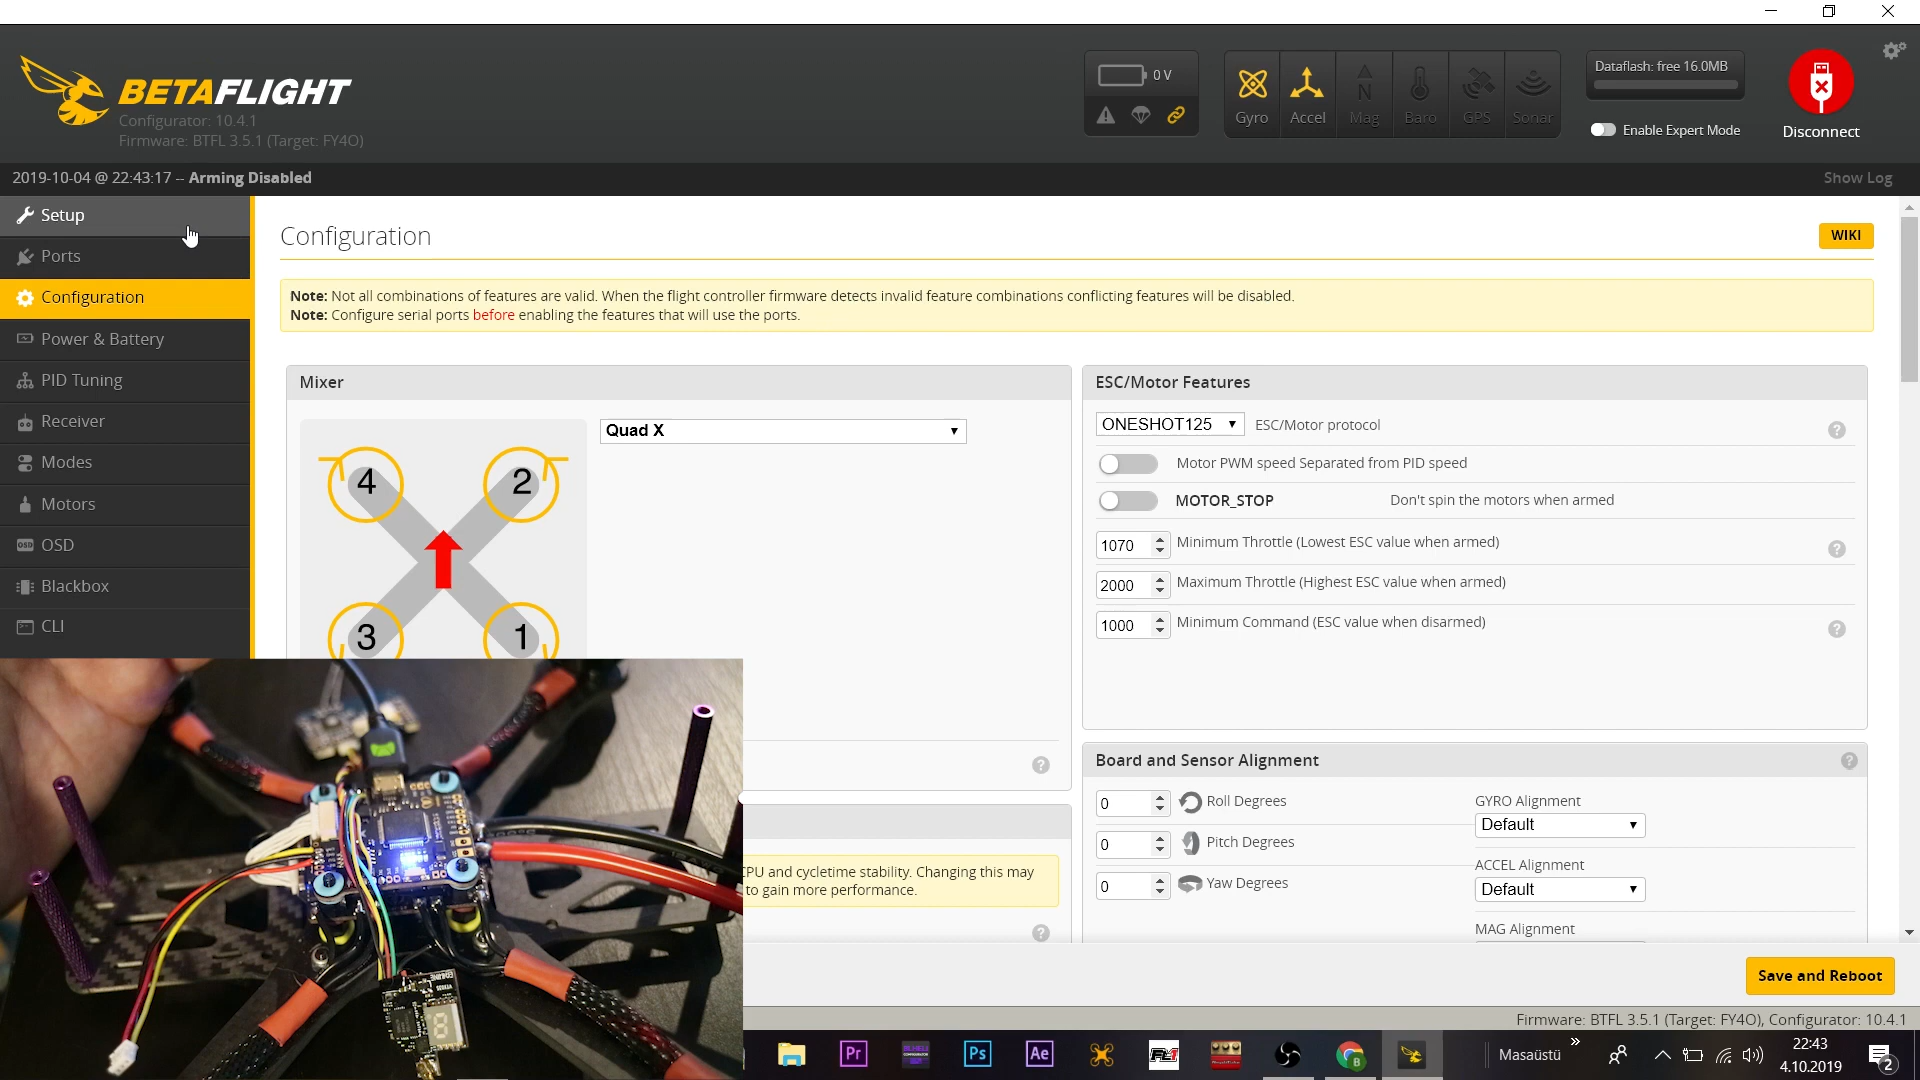 BETAFLIGHT
Configurator: 10.4.1
Firmware: BTFL 3.5.1 (Target: FY4O)
0 V
Gyro
Accel
Mag
Baro
GPS
Sonar
Dataflash: free 16.0MB
Enable Expert Mode
Disconnect
2019-10-04 @ 22:43:17 -- Arming Disabled
Show Log
Setup
Ports
Configuration
Power & Battery
PID Tuning
Receiver
Modes
Motors
OSD
Blackbox
CLI
Configuration
WIKI
Note: Not all combinations of features are valid. When the flight controller firmware detects invalid feature combinations conflicting features will be disabled.
Note: Configure serial ports before enabling the features that will use the ports.
Mixer
Quad X
4
2
3
1
ESC/Motor Features
ONESHOT125
ESC/Motor protocol
Motor PWM speed Separated from PID speed
MOTOR_STOP
Don't spin the motors when armed
1070
Minimum Throttle (Lowest ESC value when armed)
2000
Maximum Throttle (Highest ESC value when armed)
1000
Minimum Command (ESC value when disarmed)
Board and Sensor Alignment
0
Roll Degrees
0
Pitch Degrees
0
Yaw Degrees
GYRO Alignment
Default
ACCEL Alignment
Default
MAG Alignment
CPU and cycletime stability. Changing this may
to gain more performance.
Save and Reboot
Firmware: BTFL 3.5.1 (Target: FY4O), Configurator: 10.4.1
Pr
Ps
Ae
Masaüstü
22:43
4.10.2019
2